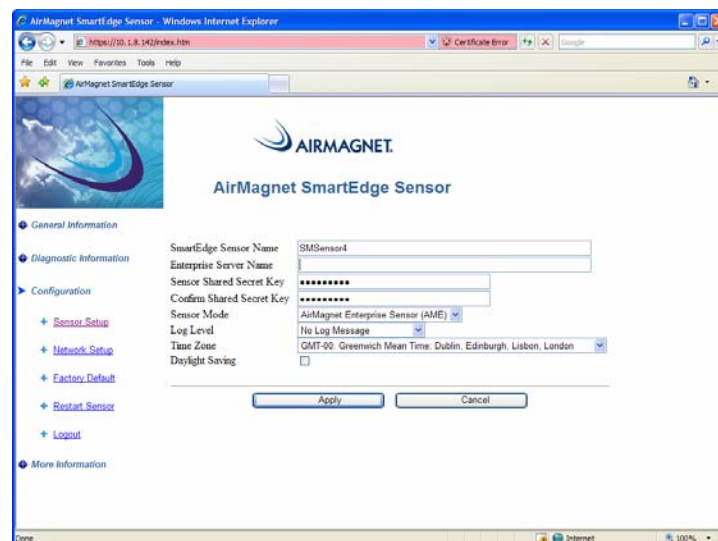 AirMagnet SmartEdge Sensor - Windows Internet Explorer
https://10.1.8.142/index.htm
Certificate Error
Google
File Edit View Favorites Tools Help
AirMagnet SmartEdge Sensor
AIRMAGNET.
AirMagnet SmartEdge Sensor
General Information
Diagnostic Information
Configuration
Sensor Setup
Network Setup
Factory Default
Restart Sensor
Logout
More Information
SmartEdge Sensor Name SMSensor4
Enterprise Server Name
Sensor Shared Secret Key •••••••••
Confirm Shared Secret Key •••••••••
Sensor Mode AirMagnet Enterprise Sensor (AME)
Log Level No Log Message
Time Zone GMT-00. Greenwich Mean Time. Dublin, Edinburgh, Lisbon, London
Daylight Saving
Apply Cancel
Done Internet 100%